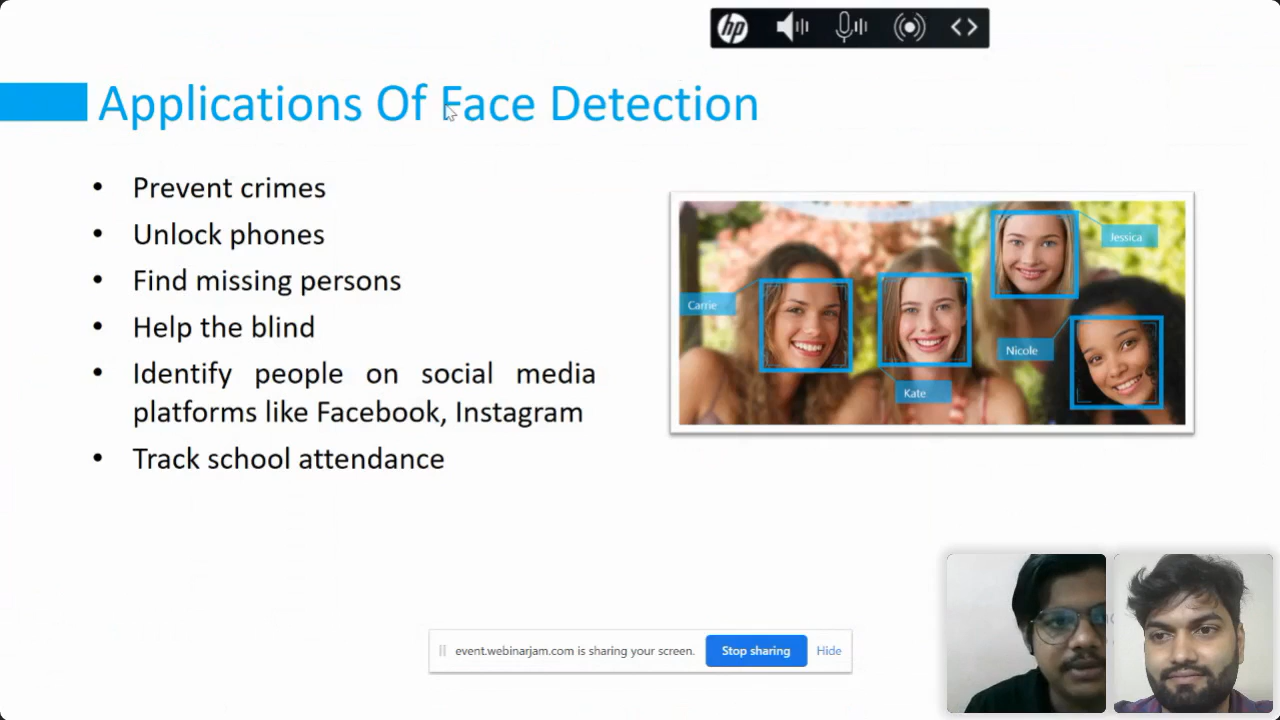 hp
Applications Of Face Detection
• Prevent crimes
• Unlock phones
• Find missing persons
• Help the blind
• Identify people on social media
platforms like Facebook, Instagram
• Track school attendance
Jessica
Carrie
Nicole
Kate
event.webinarjam.com is sharing your screen.
Stop sharing
Hide